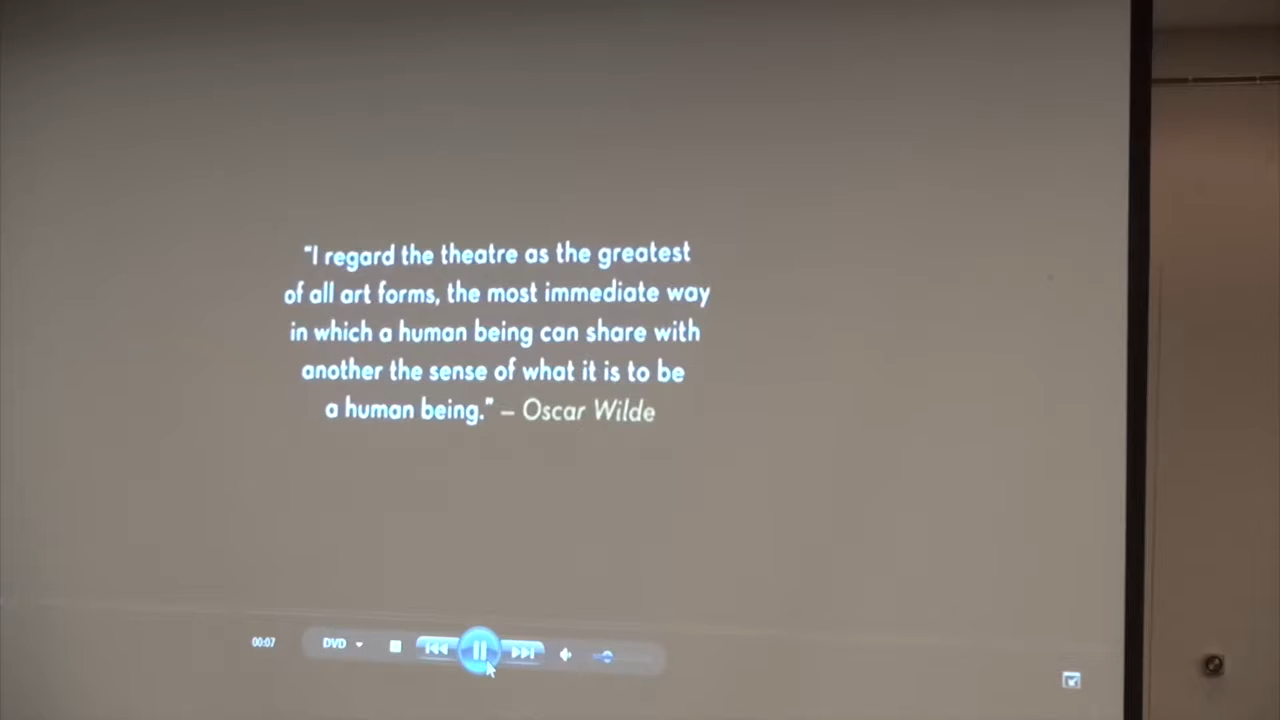 "I regard the theatre as the greatest
of all art forms, the most immediate way
in which a human being can share with
another the sense of what it is to be
a human being." – Oscar Wilde
00:07 DVD